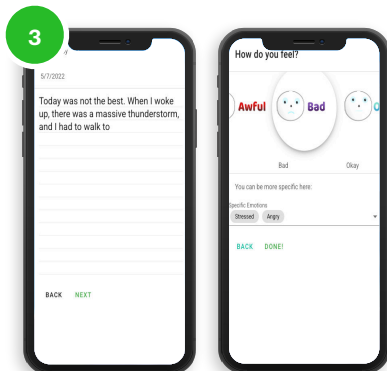 3
5/7/2022
Today was not the best. When I woke
up, there was a massive thunderstorm,
and I had to walk to
BACK NEXT
How do you feel?
Awful Bad
Bad Okay
You can be more specific here:
Specific Emotions
Stressed Angry
BACK DONE!